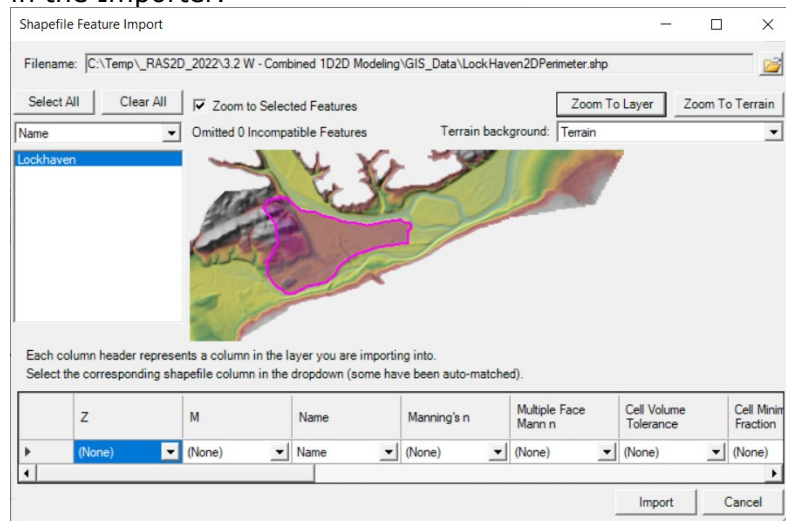 in the Importer.
Shapefile Feature Import
Filename: C:\Temp\_RAS2D_2022\3.2 W - Combined 1D2D Modeling\GIS_Data\LockHaven2DPerimeter.shp
Select All Clear All Zoom to Selected Features Zoom To Layer Zoom To Terrain
Name Omitted 0 Incompatible Features Terrain background: Terrain
Lockhaven
Each column header represents a column in the layer you are importing into.
Select the corresponding shapefile column in the dropdown (some have been auto-matched).
Z M Name Manning's n Multiple Face Mann n Cell Volume Tolerance Cell Minim Fraction
(None) (None) Name (None) (None) (None) (None)
Import Cancel